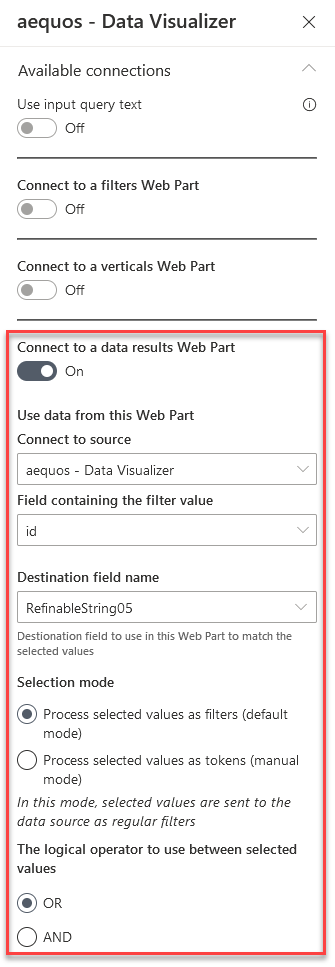 aequos - Data Visualizer
Available connections
Use input query text
Off
Connect to a filters Web Part
Off
Connect to a verticals Web Part
Off
Connect to a data results Web Part
On
Use data from this Web Part
Connect to source
aequos - Data Visualizer
Field containing the filter value
id
Destination field name
RefinableString05
Destionation field to use in this Web Part to match the
selected values
Selection mode
Process selected values as filters (default
mode)
Process selected values as tokens (manual
mode)
In this mode, selected values are sent to the
data source as regular filters
The logical operator to use between selected
values
OR
AND